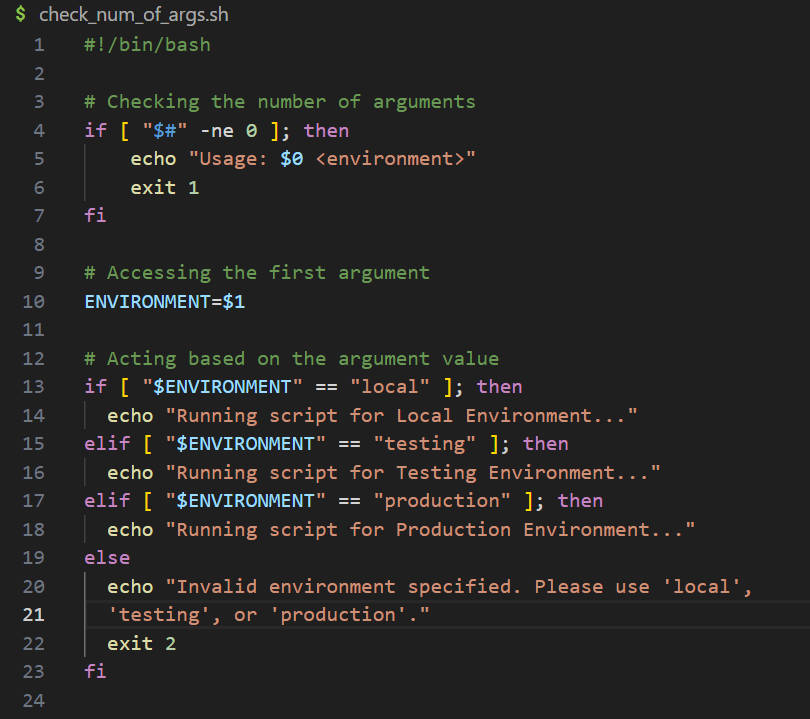 $ check_num_of_args.sh
1 #!/bin/bash
2
3 # Checking the number of arguments
4 if [ "$#" -ne 0 ]; then
5 echo "Usage: $0 <environment>"
6 exit 1
7 fi
8
9 # Accessing the first argument
10 ENVIRONMENT=$1
11
12 # Acting based on the argument value
13 if [ "$ENVIRONMENT" == "local" ]; then
14 echo "Running script for Local Environment..."
15 elif [ "$ENVIRONMENT" == "testing" ]; then
16 echo "Running script for Testing Environment..."
17 elif [ "$ENVIRONMENT" == "production" ]; then
18 echo "Running script for Production Environment..."
19 else
20 echo "Invalid environment specified. Please use 'local',
21 'testing', or 'production'."
22 exit 2
23 fi
24